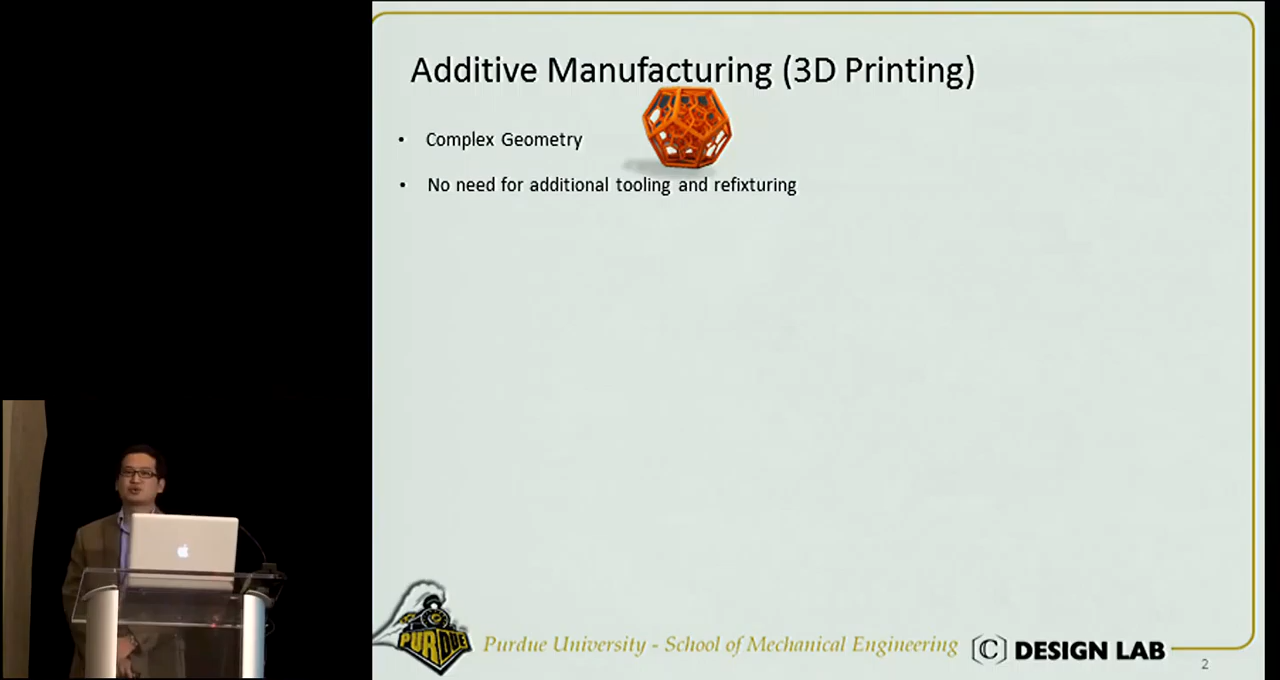 Additive Manufacturing (3D Printing)
• Complex Geometry
• No need for additional tooling and refixturing
PURDUE
Purdue University - School of Mechanical Engineering
[C] DESIGN LAB
2